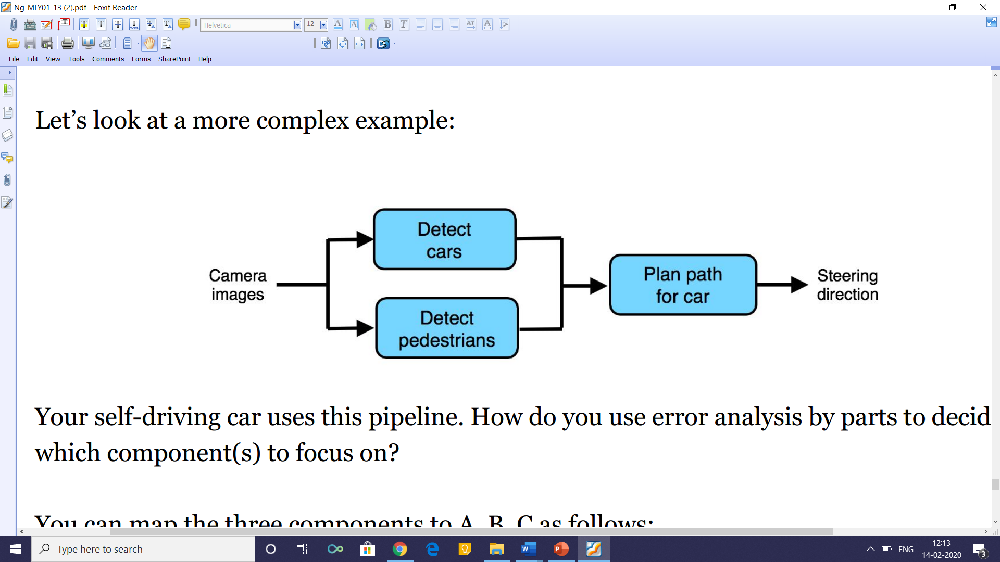 Ng-MLY01-13 (2).pdf - Foxit Reader
Helvetica
12
File Edit View Tools Comments Forms SharePoint Help
Let’s look at a more complex example:
Detect
cars
Camera
images
Plan path
for car
Steering
direction
Detect
pedestrians
Your self-driving car uses this pipeline. How do you use error analysis by parts to decid
which component(s) to focus on?
You can map the three components to A, B, C as follows:
Type here to search
ENG
12:13
14-02-2020
3